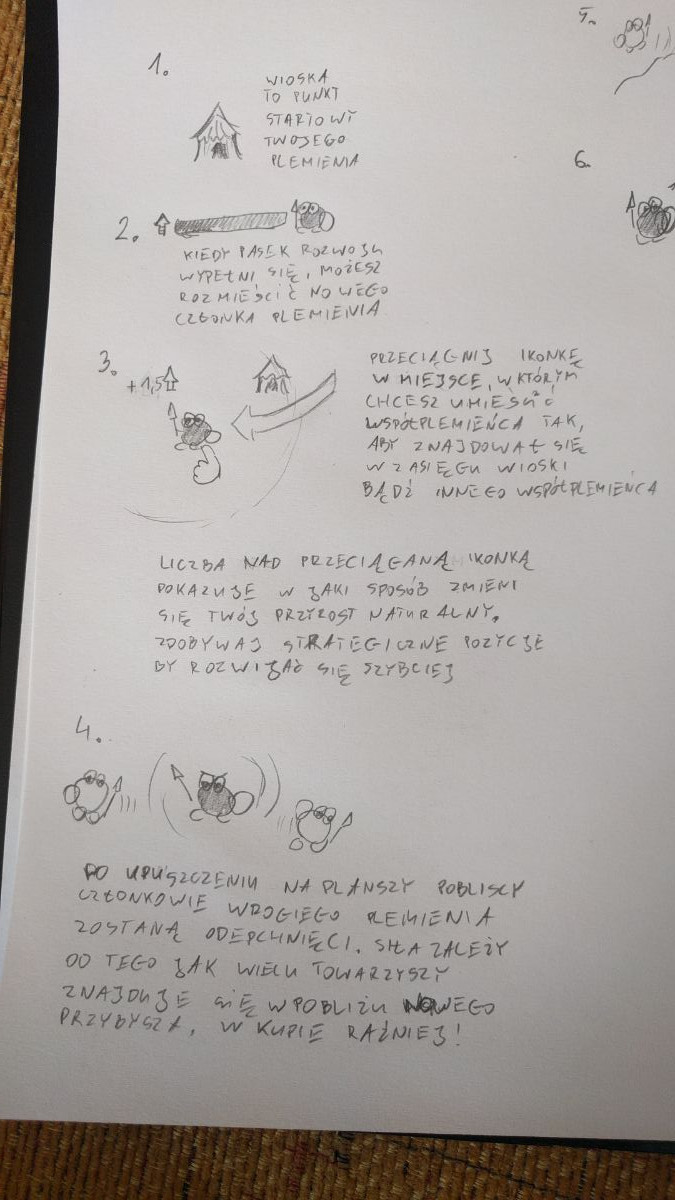 1.
WIOSKA
TO PUNKT
STARTOWY
TWOJEGO
PLEMIENIA
2.
KIEDY PASEK ROZWOJU
WYPEŁNI SIĘ, MOŻESZ
ROZMIEŚCIĆ NOWEGO
CZŁONKA PLEMIENIA
3.
+1,5
PRZECIĄGNIJ IKONKĘ
W MIEJSCE, W KTÓRYM
CHCESZ UMIEŚCIĆ
WSPÓŁPLEMIEŃCA TAK,
ABY ZNAJDOWAŁ SIĘ
W ZASIĘGU WIOSKI
BĄDŹ INNEGO WSPÓŁPLEMIEŃCA
LICZBA NAD PRZECIĄGANĄ IKONKĄ
POKAZUJE W JAKI SPOSÓB ZMIENI
SIĘ TWÓJ PRZYROST NATURALNY.
ZDOBYWAJ STRATEGICZNE POZYCJE
BY ROZWIJAĆ SIĘ SZYBCIEJ
4.
PO UPUSZCZENIU NA PLANSZY POBLISCY
CZŁONKOWIE WROGIEGO PLEMIENIA
ZOSTANĄ ODEPCHNIĘCI. SIŁA ZALEŻY
OD TEGO JAK WIELU TOWARZYSZY
ZNAJDUJE SIĘ W POBLIŻU NOWEGO
PRZYBYSZA, W KUPIE RAŹNIEJ!
5.
6.